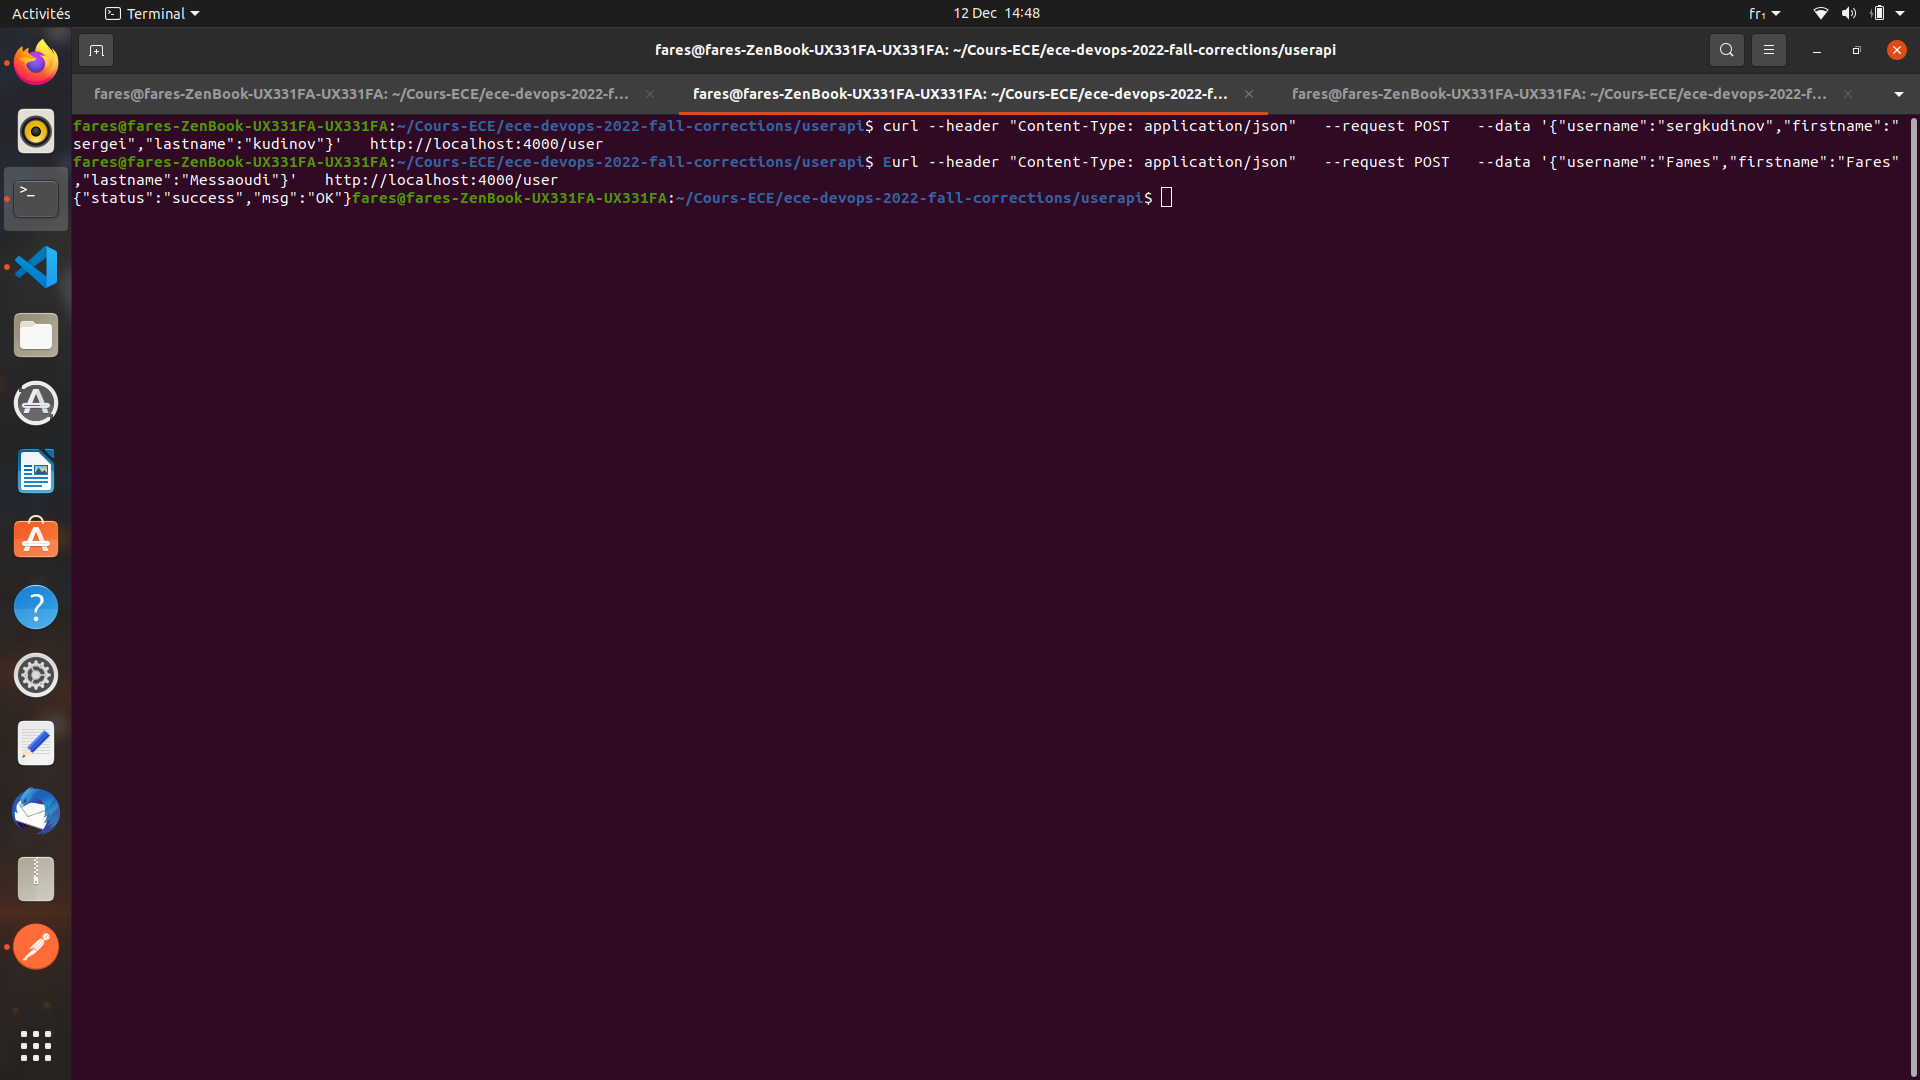 Activités
Terminal
12 Dec 14:48
fr₁
fares@fares-ZenBook-UX331FA-UX331FA: ~/Cours-ECE/ece-devops-2022-fall-corrections/userapi
fares@fares-ZenBook-UX331FA-UX331FA: ~/Cours-ECE/ece-devops-2022-f...
fares@fares-ZenBook-UX331FA-UX331FA: ~/Cours-ECE/ece-devops-2022-f...
fares@fares-ZenBook-UX331FA-UX331FA: ~/Cours-ECE/ece-devops-2022-f...
fares@fares-ZenBook-UX331FA-UX331FA:~/Cours-ECE/ece-devops-2022-fall-corrections/userapi$ curl --header "Content-Type: application/json"   --request POST   --data '{"username":"sergkudinov","firstname":"
sergei","lastname":"kudinov"}'   http://localhost:4000/user
fares@fares-ZenBook-UX331FA-UX331FA:~/Cours-ECE/ece-devops-2022-fall-corrections/userapi$ Eurl --header "Content-Type: application/json"   --request POST   --data '{"username":"Fames","firstname":"Fares"
,"lastname":"Messaoudi"}'   http://localhost:4000/user
{"status":"success","msg":"OK"}fares@fares-ZenBook-UX331FA-UX331FA:~/Cours-ECE/ece-devops-2022-fall-corrections/userapi$